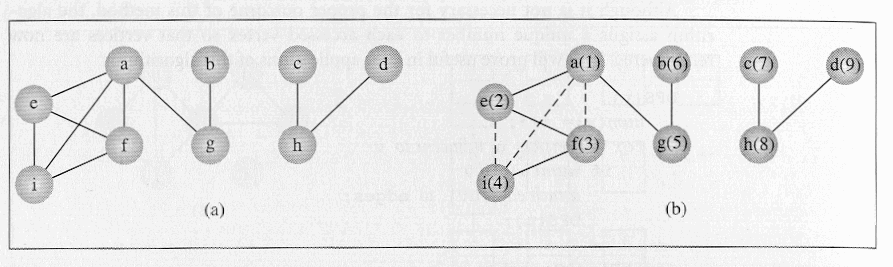 a b c d
e
f g h
i
(a)
a(1) b(6) c(7) d(9)
e(2)
f(3) g(5) h(8)
i(4)
(b)